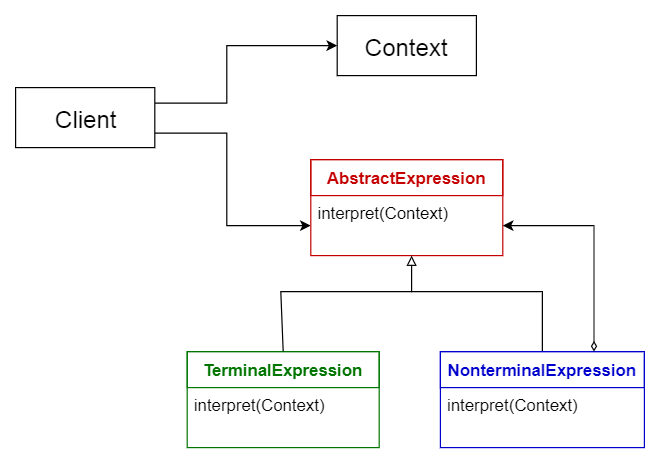 Context
Client
AbstractExpression
interpret(Context)
TerminalExpression
interpret(Context)
NonterminalExpression
interpret(Context)